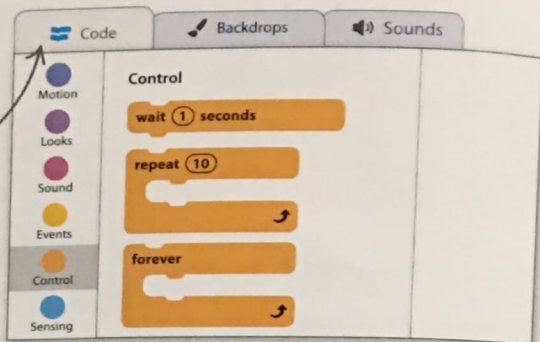 Code
Backdrops
Sounds
Motion
Looks
Sound
Events
Control
Sensing
Control
wait 1 seconds
repeat 10
forever